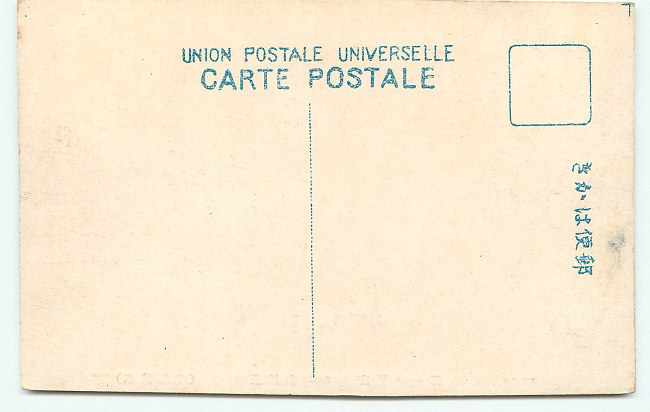 UNION POSTALE UNIVERSELLE
CARTE POSTALE
きかは便郵